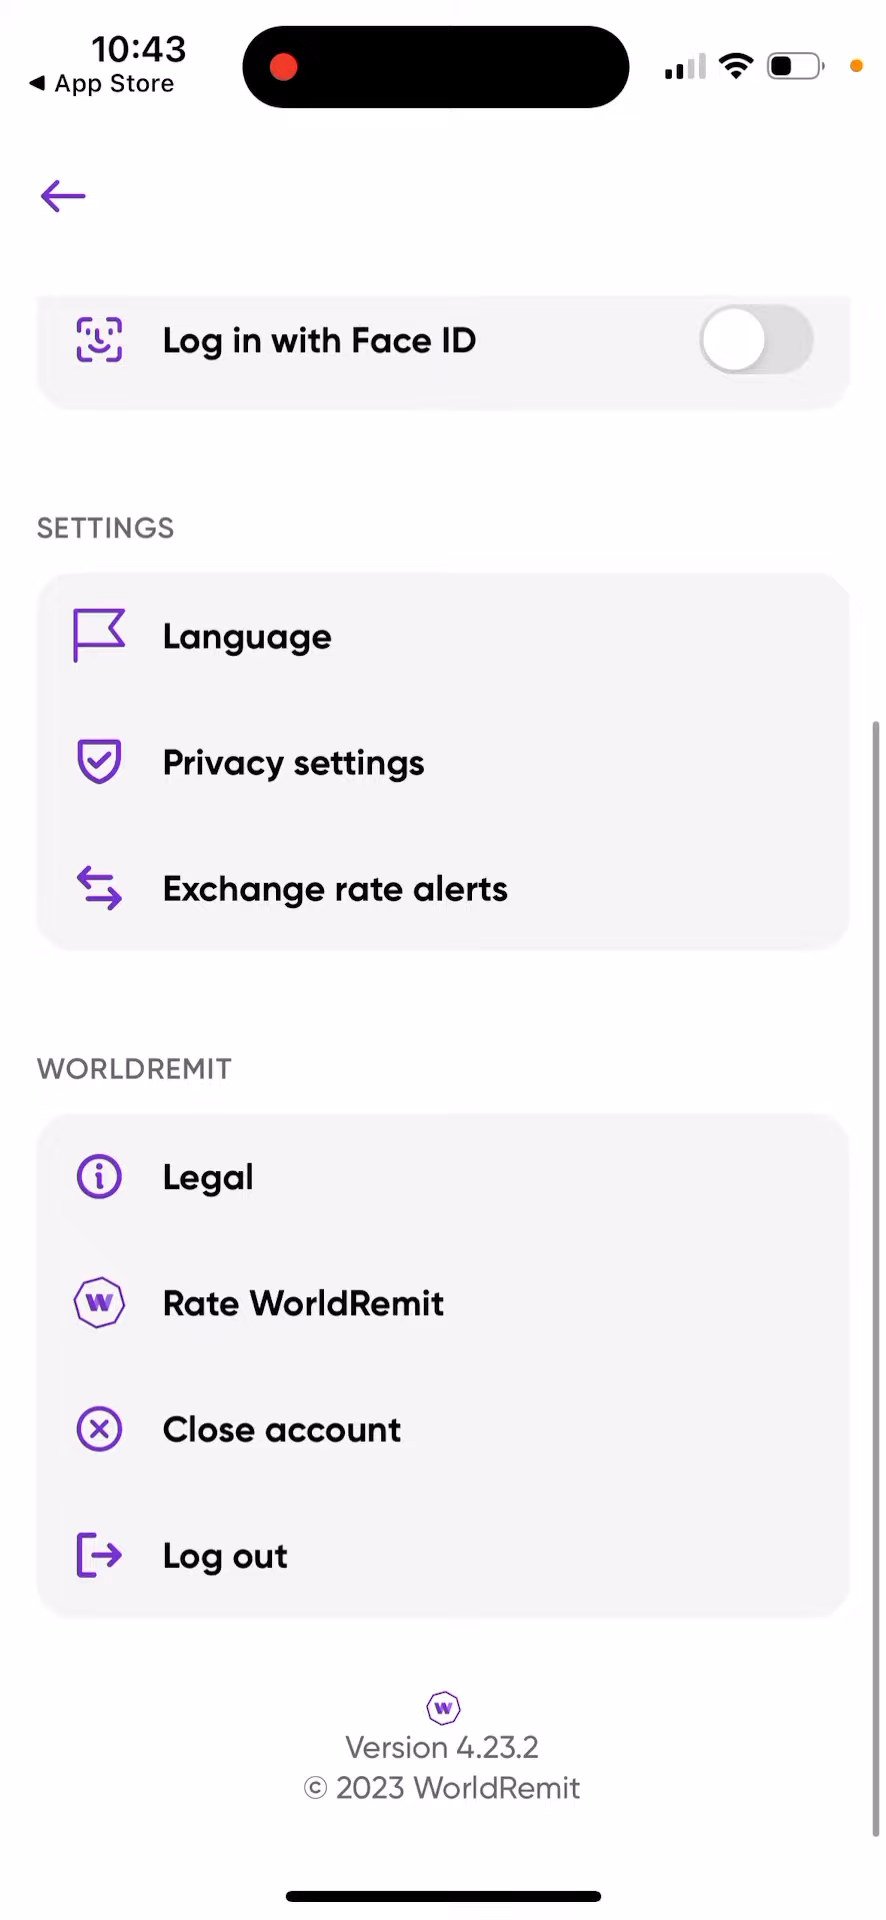 10:43
App Store
Log in with Face ID
SETTINGS
Language
Privacy settings
Exchange rate alerts
WORLDREMIT
Legal
W
Rate WorldRemit
Close account
Log out
W
Version 4.23.2
© 2023 WorldRemit